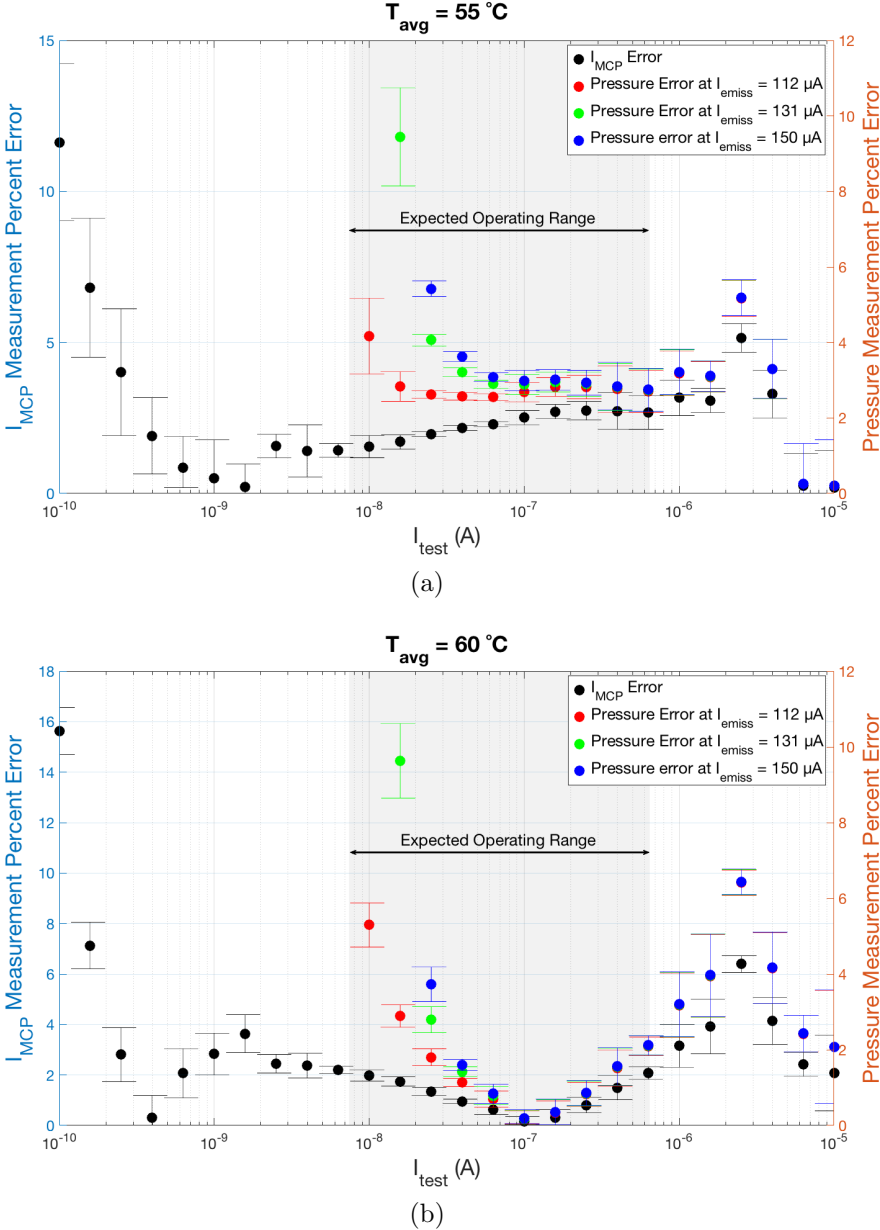 T_avg = 55 °C
15
10
5
0
I_MCP Measurement Percent Error
12
10
8
6
4
2
0
Pressure Measurement Percent Error
I_MCP Error
Pressure Error at I_emiss = 112 µA
Pressure Error at I_emiss = 131 µA
Pressure error at I_emiss = 150 µA
Expected Operating Range
10^-10
10^-9
10^-8
10^-7
10^-6
10^-5
I_test (A)
(a)
T_avg = 60 °C
18
16
14
12
10
8
6
4
2
0
I_MCP Measurement Percent Error
12
10
8
6
4
2
0
Pressure Measurement Percent Error
I_MCP Error
Pressure Error at I_emiss = 112 µA
Pressure Error at I_emiss = 131 µA
Pressure error at I_emiss = 150 µA
Expected Operating Range
10^-10
10^-9
10^-8
10^-7
10^-6
10^-5
I_test (A)
(b)